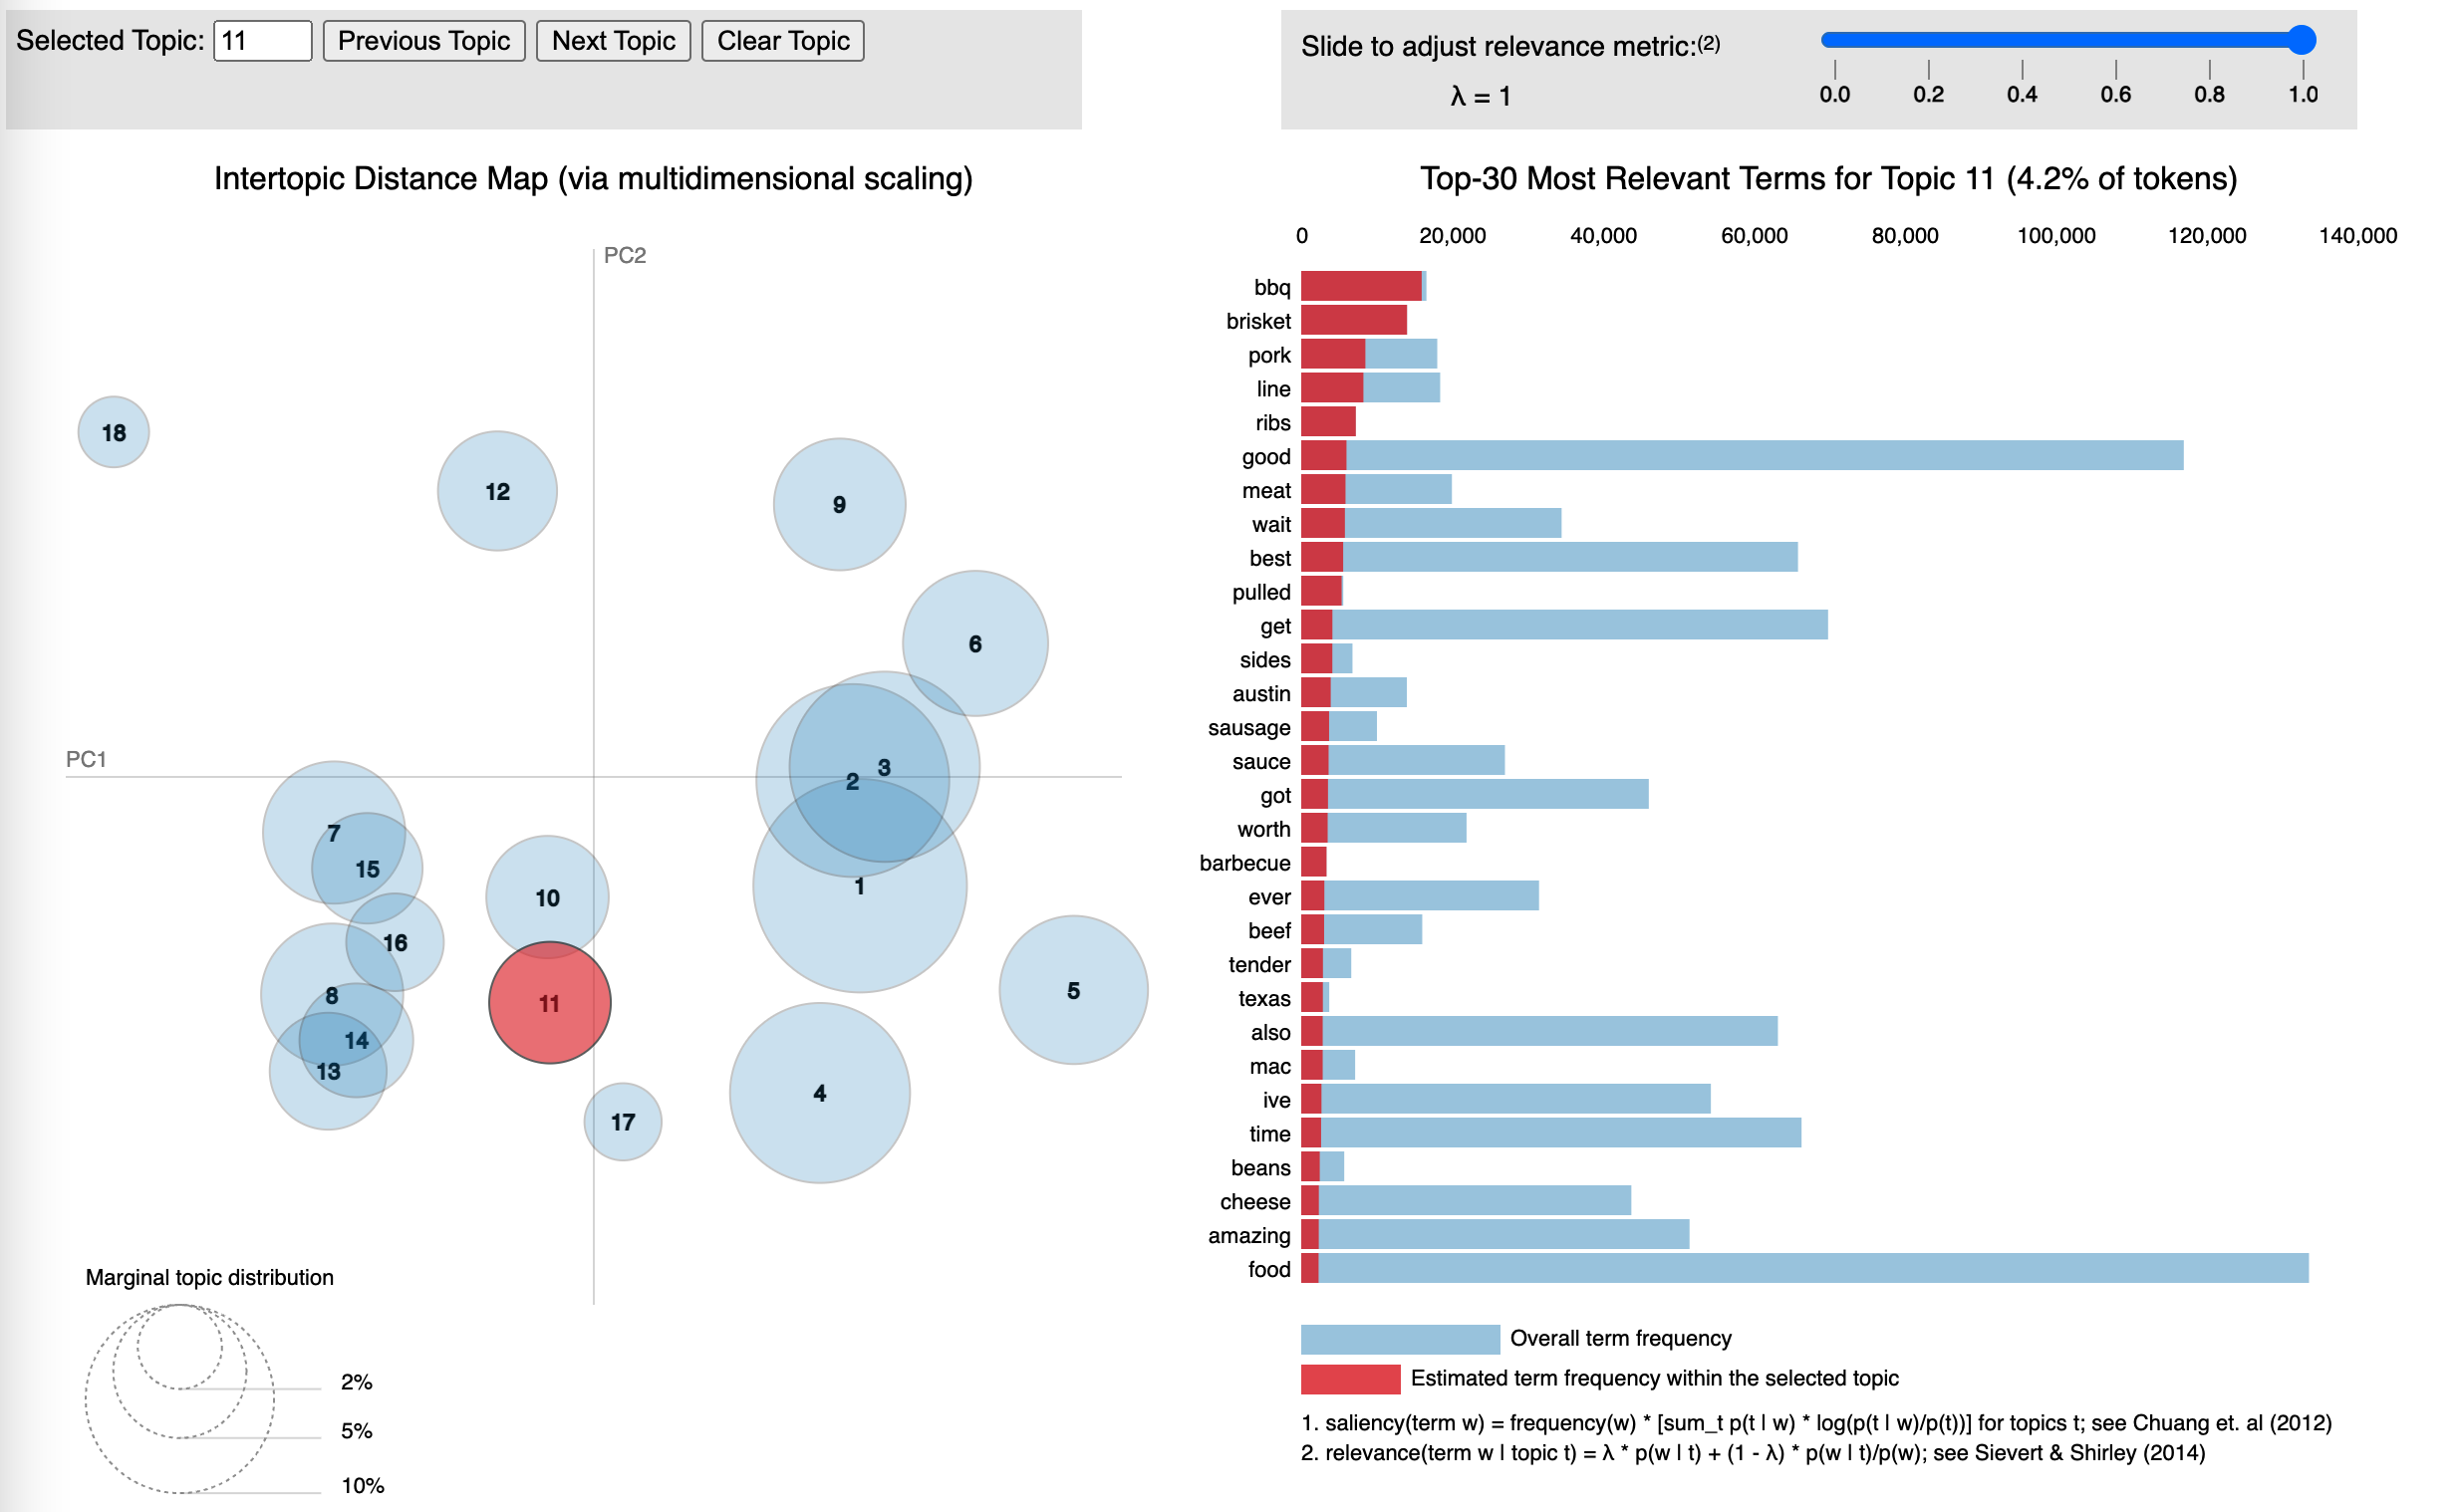 Selected Topic: 11 Previous Topic Next Topic Clear Topic
Slide to adjust relevance metric:(2)
λ = 1
0.0 0.2 0.4 0.6 0.8 1.0
Intertopic Distance Map (via multidimensional scaling)
PC2
PC1
18
12
9
6
3
2
7
15
10
1
16
5
8
11
14
13
4
17
Marginal topic distribution
2%
5%
10%
Top-30 Most Relevant Terms for Topic 11 (4.2% of tokens)
0 20,000 40,000 60,000 80,000 100,000 120,000 140,000
bbq
brisket
pork
line
ribs
good
meat
wait
best
pulled
get
sides
austin
sausage
sauce
got
worth
barbecue
ever
beef
tender
texas
also
mac
ive
time
beans
cheese
amazing
food
Overall term frequency
Estimated term frequency within the selected topic
1. saliency(term w) = frequency(w) * [sum_t p(t | w) * log(p(t | w)/p(t))] for topics t; see Chuang et. al (2012)
2. relevance(term w | topic t) = λ * p(w | t) + (1 - λ) * p(w | t)/p(w); see Sievert & Shirley (2014)